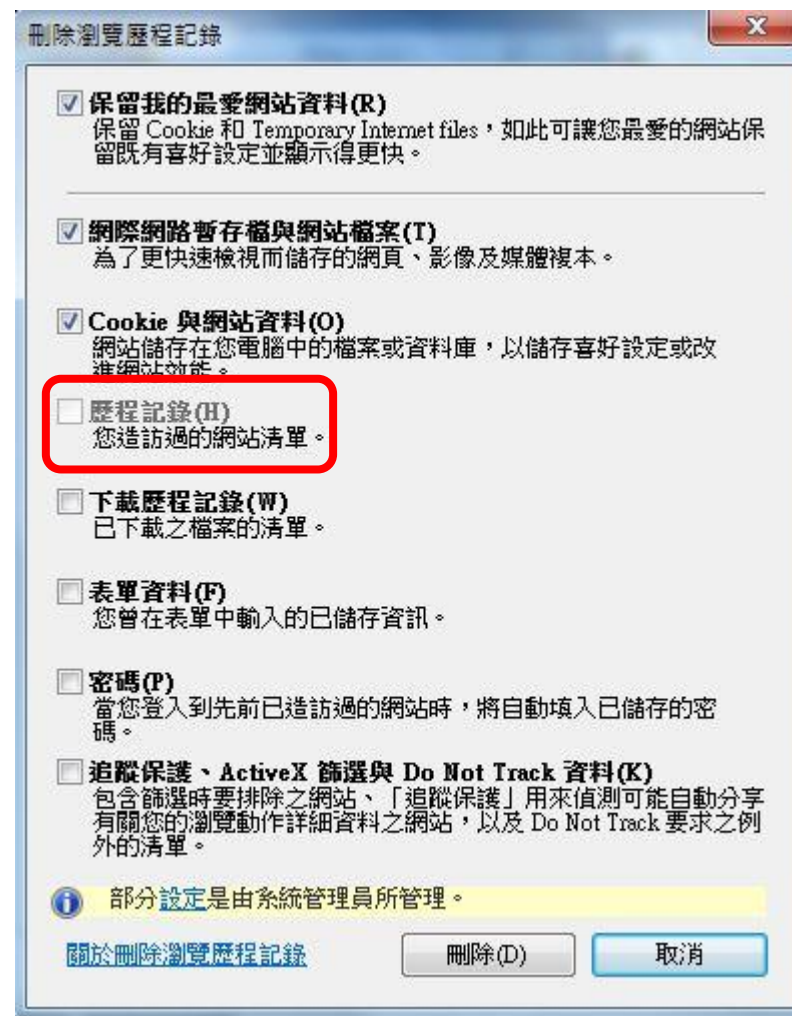 刪除瀏覽歷程記錄
保留我的最愛網站資料(R)
保留 Cookie 和 Temporary Internet files，如此可讓您最愛的網站保
留既有喜好設定並顯示得更快。
網際網路暫存檔與網站檔案(T)
為了更快速檢視而儲存的網頁、影像及媒體複本。
Cookie 與網站資料(O)
網站儲存在您電腦中的檔案或資料庫，以儲存喜好設定或改
進網站效能。
歷程記錄(H)
您造訪過的網站清單。
下載歷程記錄(W)
已下載之檔案的清單。
表單資料(F)
您曾在表單中輸入的已儲存資訊。
密碼(P)
當您登入到先前已造訪過的網站時，將自動填入已儲存的密
碼。
追蹤保護、ActiveX 篩選與 Do Not Track 資料(K)
包含篩選時要排除之網站、「追蹤保護」用來偵測可能自動分享
有關您的瀏覽動作詳細資料之網站，以及 Do Not Track 要求之例
外的清單。
部分設定是由系統管理員所管理。
關於刪除瀏覽歷程記錄 刪除(D) 取消